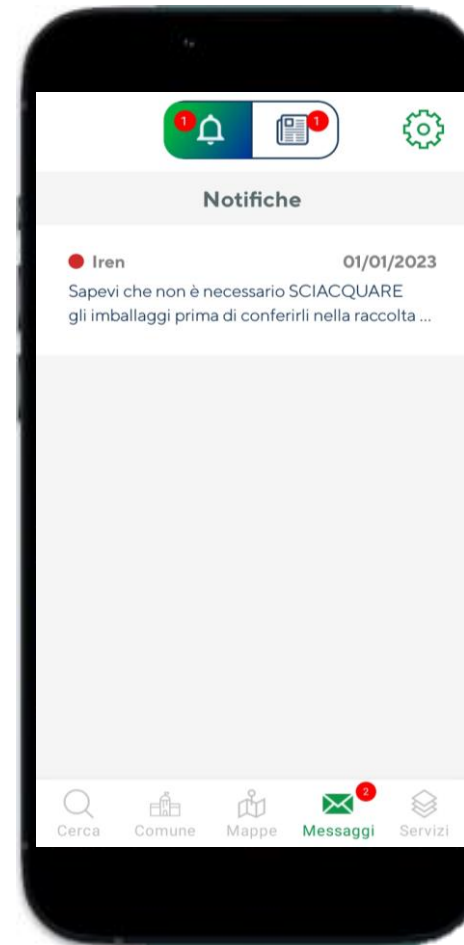 1
1
Notifiche
Iren 01/01/2023
Sapevi che non è necessario SCIACQUARE
gli imballaggi prima di conferirli nella raccolta ...
2
Cerca Comune Mappe Messaggi Servizi